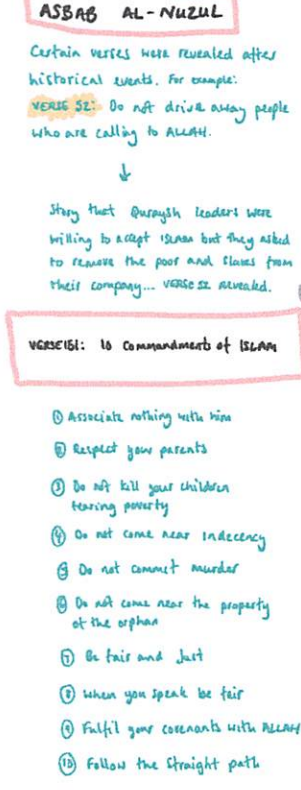 ASBAB AL-NUZUL
Certain verses were revealed after
historical events. For example:
VERSE 52: Do not drive away people
who are calling to ALLAH.
↓
Story that Quraysh leaders were
willing to accept ISLAM but they asked
to remove the poor and slaves from
their company... VERSE 52 revealed.
VERSE 151: 10 Commandments of ISLAM
① Associate nothing with him
② Respect your parents
③ Do not kill your children
fearing poverty
④ Do not come near Indecency
⑤ Do not commit murder
⑥ Do not come near the property
of the orphan
⑦ Be fair and Just
⑧ when you speak be fair
⑨ Fulfil your covenants with ALLAH
⑩ Follow the Straight path